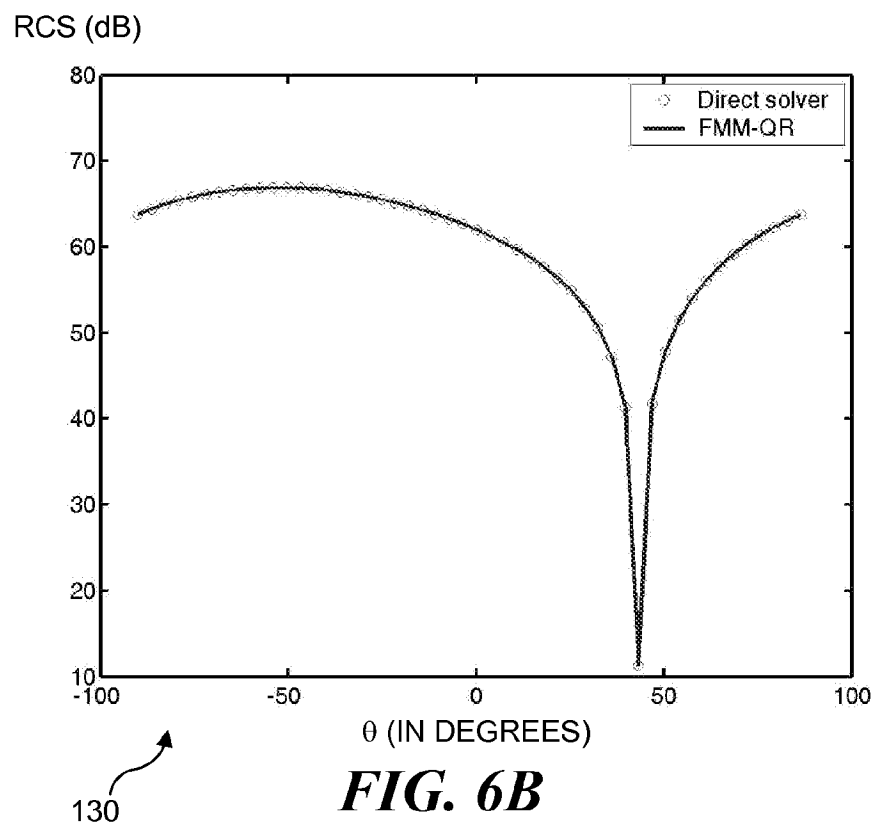 RCS (dB)
80
70
60
50
40
30
20
10
Direct solver
FMM-QR
-100
-50
0
50
100
θ (IN DEGREES)
130
FIG. 6B